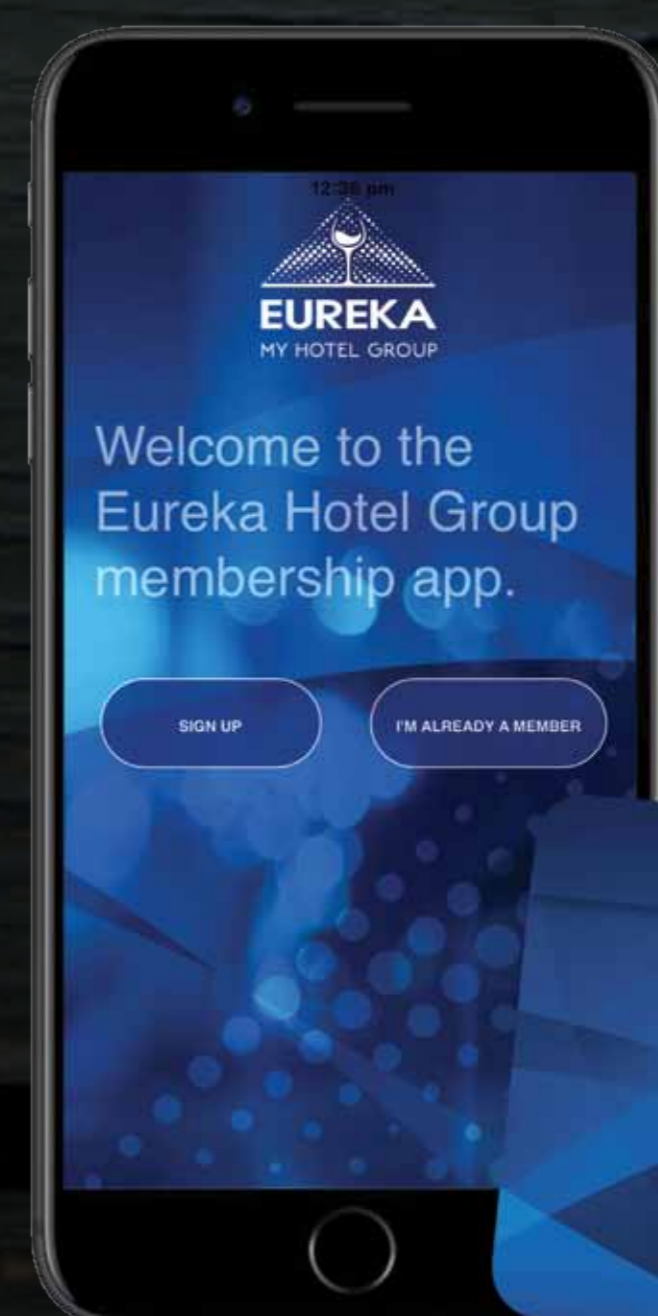 12:36 pm
EUREKA
MY HOTEL GROUP
Welcome to the
Eureka Hotel Group
membership app.
SIGN UP
I'M ALREADY A MEMBER